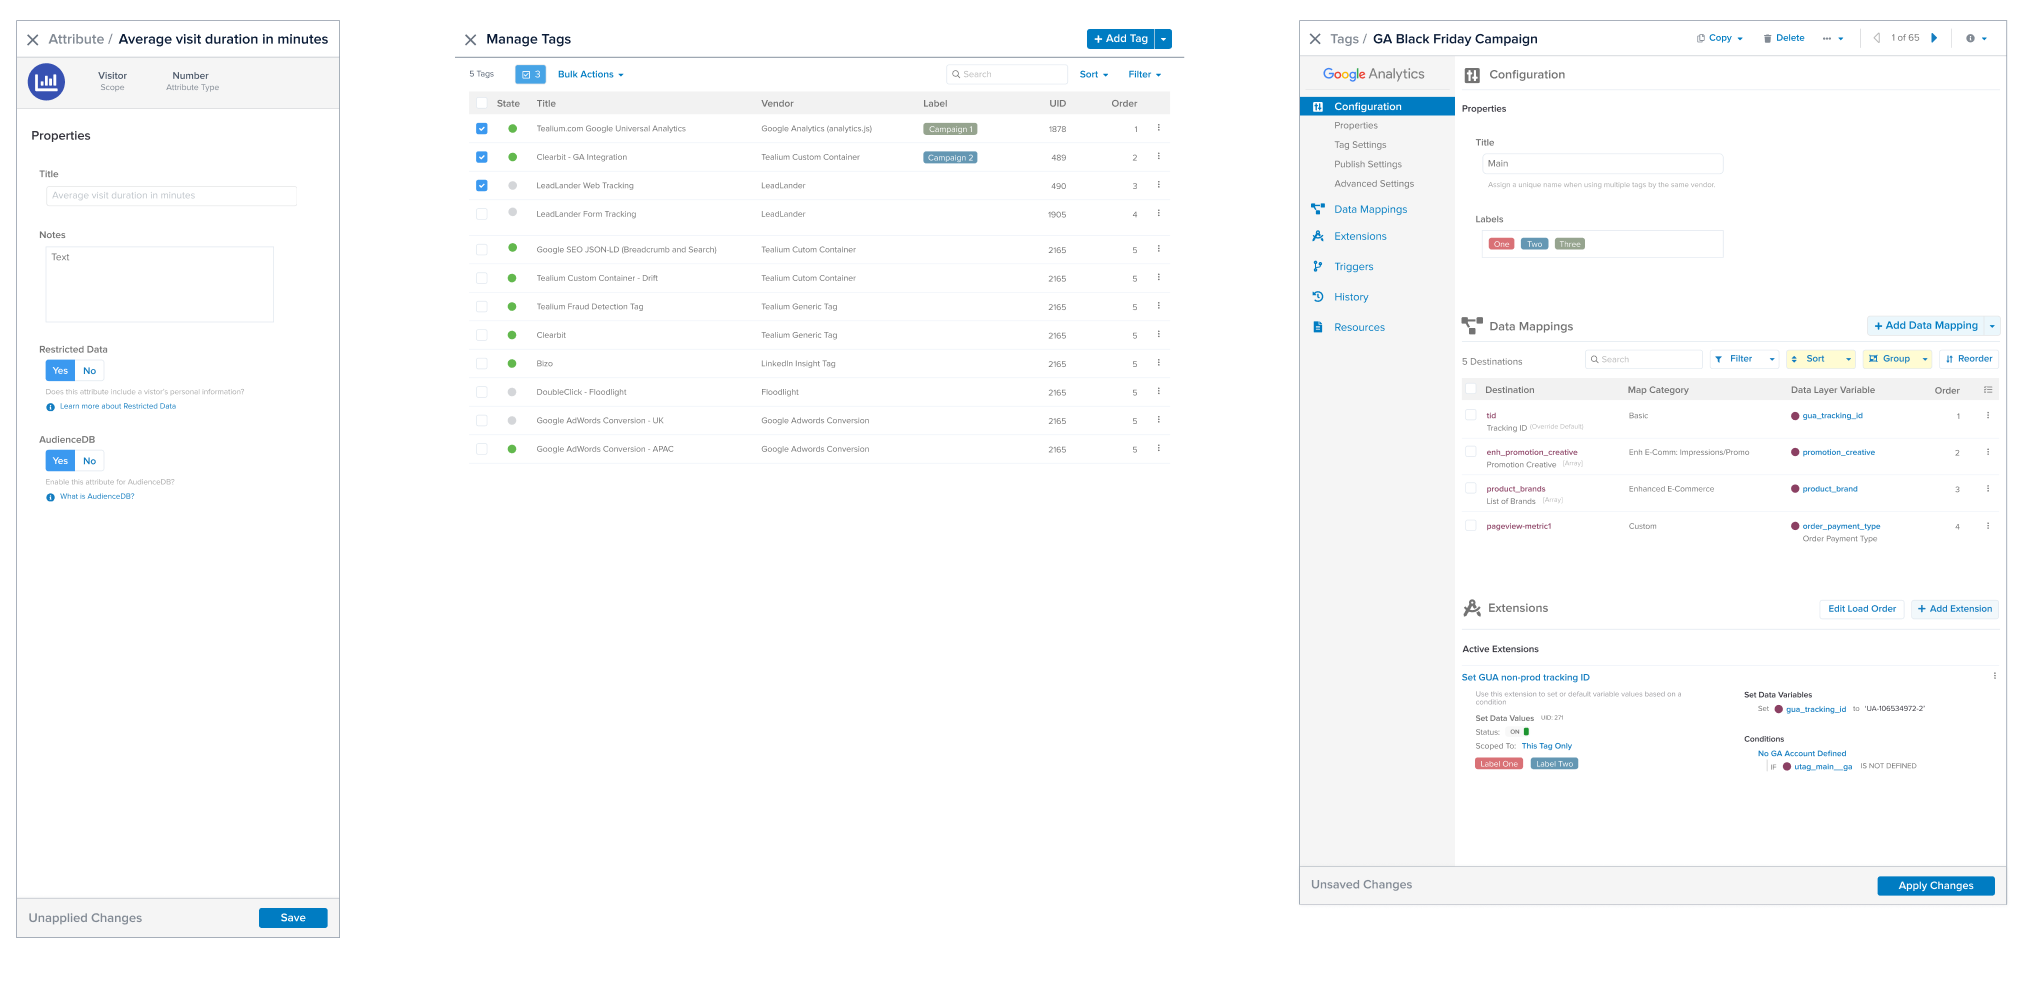 Attribute / Average visit duration in minutes
Visitor
Scope
Number
Attribute Type
Properties
Title
Average visit duration in minutes
Notes
Text
Restricted Data
Yes No
Does this attribute include a vistor's personal information?
Learn more about Restricted Data
AudienceDB
Yes No
Enable this attribute for AudienceDB?
What is AudienceDB?
Unapplied Changes Save
Manage Tags + Add Tag
5 Tags 3 Bulk Actions Search Sort Filter
State Title Vendor Label UID Order
Tealium.com Google Universal Analytics Google Analytics (analytics.js) Campaign 1 1878 1
Clearbit - GA Integration Tealium Custom Container Campaign 2 489 2
LeadLander Web Tracking LeadLander 490 3
LeadLander Form Tracking LeadLander 1905 4
Google SEO JSON-LD (Breadcrumb and Search) Tealium Cutom Container 2165 5
Tealium Custom Container - Drift Tealium Cutom Container 2165 5
Tealium Fraud Detection Tag Tealium Generic Tag 2165 5
Clearbit Tealium Generic Tag 2165 5
Bizo LinkedIn Insight Tag 2165 5
DoubleClick - Floodlight Floodlight 2165 5
Google AdWords Conversion - UK Google Adwords Conversion 2165 5
Google AdWords Conversion - APAC Google Adwords Conversion 2165 5
Tags / GA Black Friday Campaign Copy Delete 1 of 65
Google Analytics
Configuration
Properties
Tag Settings
Publish Settings
Advanced Settings
Data Mappings
Extensions
Triggers
History
Resources
Configuration
Properties
Title
Main
Assign a unique name when using multiple tags by the same vendor.
Labels
One Two Three
Data Mappings + Add Data Mapping
5 Destinations Search Filter Sort Group Reorder
Destination Map Category Data Layer Variable Order
tid Basic gua_tracking_id 1
Tracking ID (Override Default)
enh_promotion_creative Enh E-Comm: Impressions/Promo promotion_creative 2
Promotion Creative (Array)
product_brands Enhanced E-Commerce product_brand 3
List of Brands (Array)
pageview-metric1 Custom order_payment_type 4
Order Payment Type
Extensions Edit Load Order + Add Extension
Active Extensions
Set GUA non-prod tracking ID
Use this extension to set or default variable values based on a
condition
Set Data Values UID: 271
Status: ON
Scoped To: This Tag Only
Label One Label Two
Set Data Variables
Set gua_tracking_id to 'UA-106534972-2'
Conditions
No GA Account Defined
IF utag_main__ga IS NOT DEFINED
Unsaved Changes Apply Changes